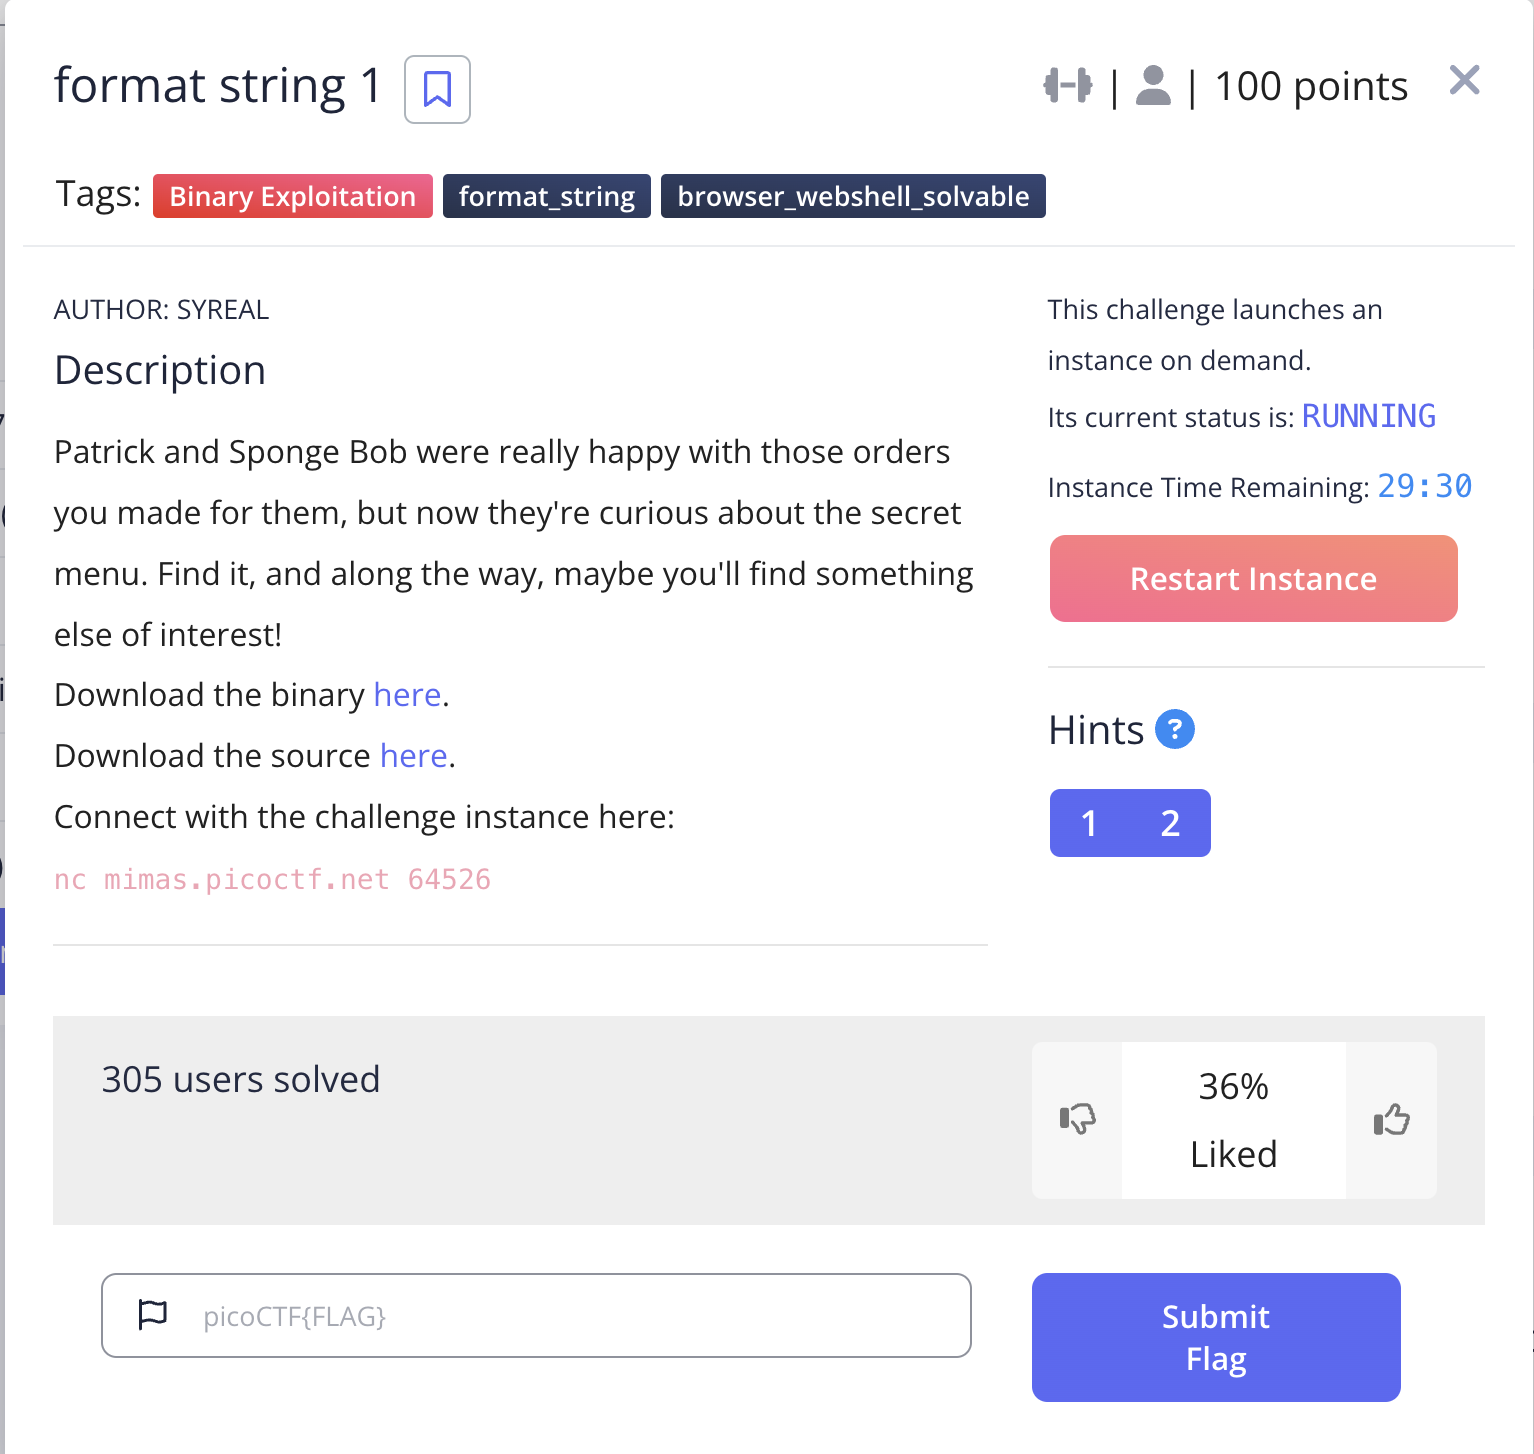 format string 1
| | 100 points
Tags: Binary Exploitation format_string browser_webshell_solvable
AUTHOR: SYREAL
Description
Patrick and Sponge Bob were really happy with those orders
you made for them, but now they're curious about the secret
menu. Find it, and along the way, maybe you'll find something
else of interest!
Download the binary here.
Download the source here.
Connect with the challenge instance here:
nc mimas.picoctf.net 64526
This challenge launches an
instance on demand.
Its current status is: RUNNING
Instance Time Remaining: 29:30
Restart Instance
Hints ?
1 2
305 users solved
36%
Liked
picoCTF{FLAG}
Submit
Flag